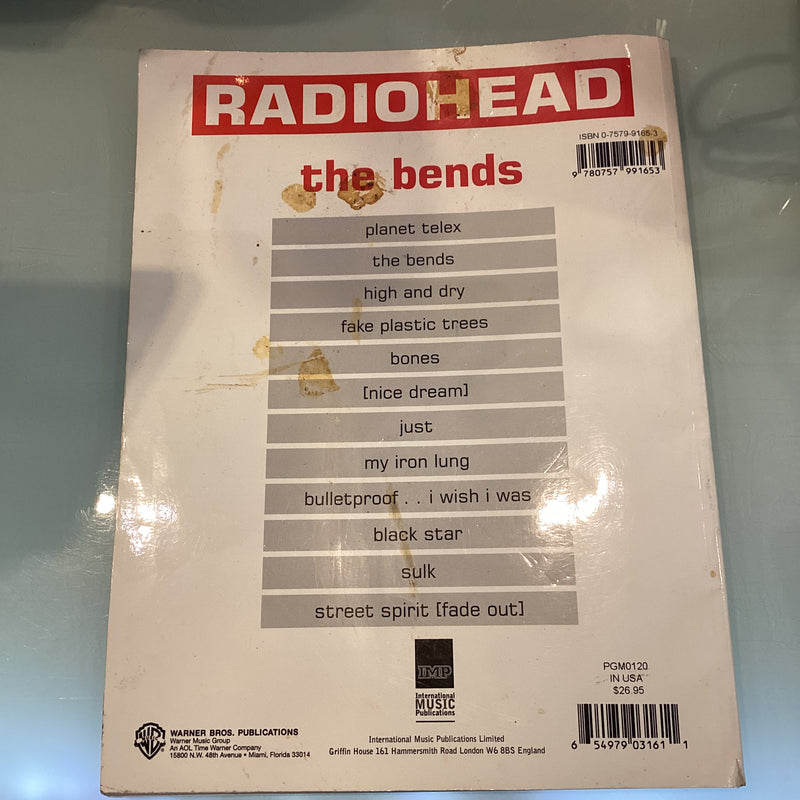 RADIOHEAD
ISBN 0-7579-9165-3
9 780757 991653
the bends
planet telex
the bends
high and dry
fake plastic trees
bones
[nice dream]
just
my iron lung
bulletproof . . i wish i was
black star
sulk
street spirit [fade out]
IMP
International
MUSIC
Publications
PGM0120
IN USA
$26.95
6 54979 03161 1
WB
WARNER BROS. PUBLICATIONS
Warner Music Group
An AOL Time Warner Company
15800 N.W. 48th Avenue • Miami, Florida 33014
International Music Publications Limited
Griffin House 161 Hammersmith Road London W6 8BS England